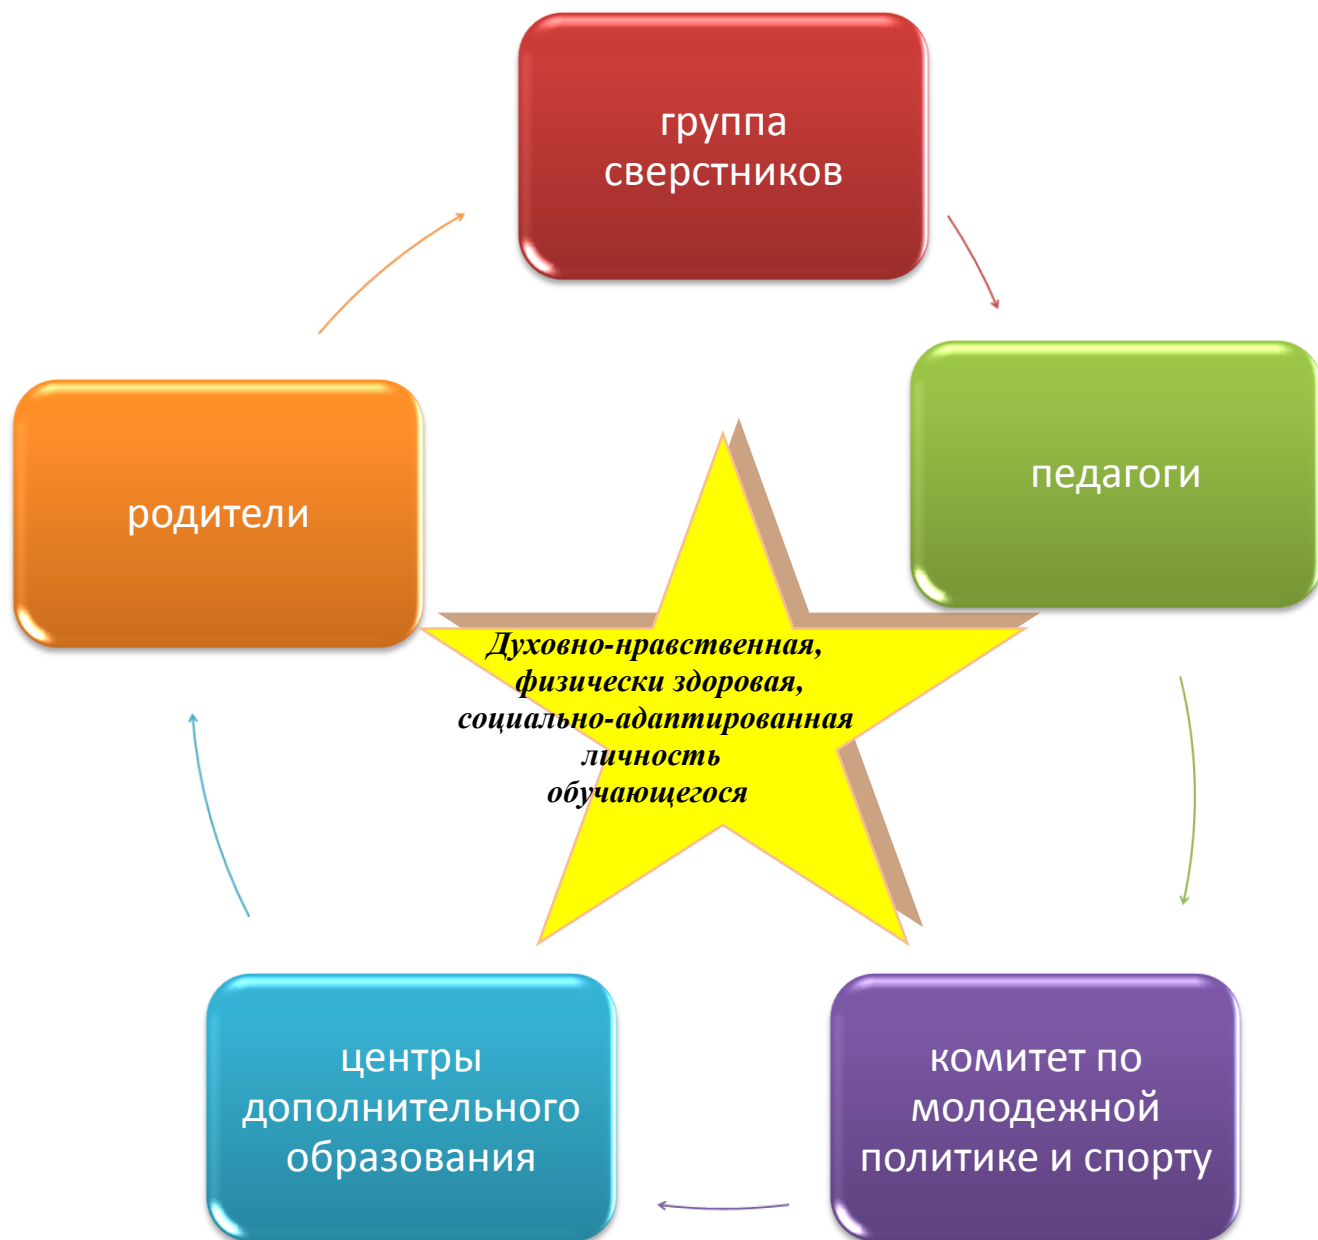 группа
сверстников
педагоги
родители
Духовно-нравственная,
физически здоровая,
социально-адаптированная
личность
обучающегося
центры
дополнительного
образования
комитет по
молодежной
политике и спорту